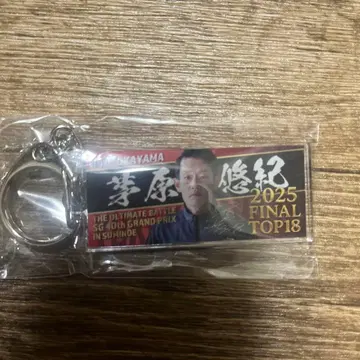 OKAYAMA
茅原 悠紀
THE ULTIMATE BATTLE
SG 40th GRAND PRIX
IN SUMINOE
2025
FINAL
TOP18